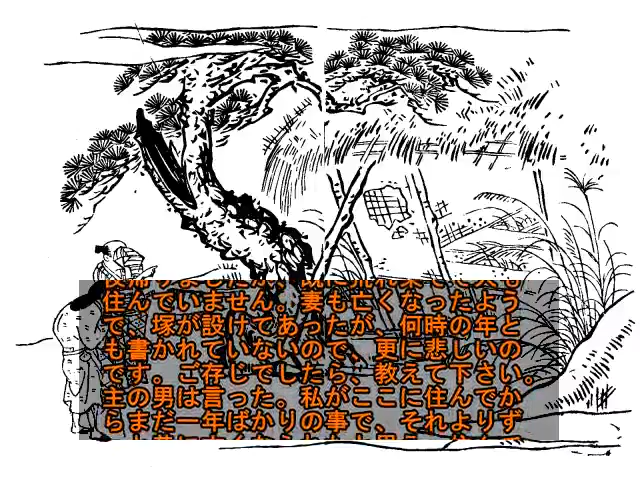 住んでいません。妻も亡くなったよう
で、塚が設けてあったが、何時の年と
も書かれていないので、更に悲しいの
です。ご存じでしたら、教えて下さい。
主の男は言った。私がここに住んでか
らまだ一年ばかりの事で、それよりず